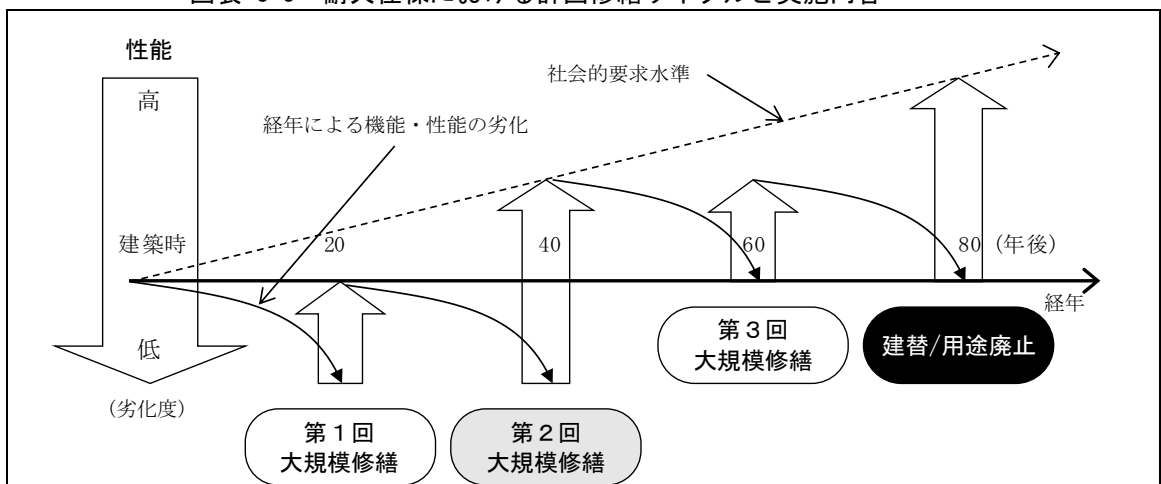 性能
高
社会的要求水準
経年による機能・性能の劣化
建築時
20
40
60
80（年後）
経年
低
（劣化度）
第１回
大規模修繕
第２回
大規模修繕
第３回
大規模修繕
建替/用途廃止